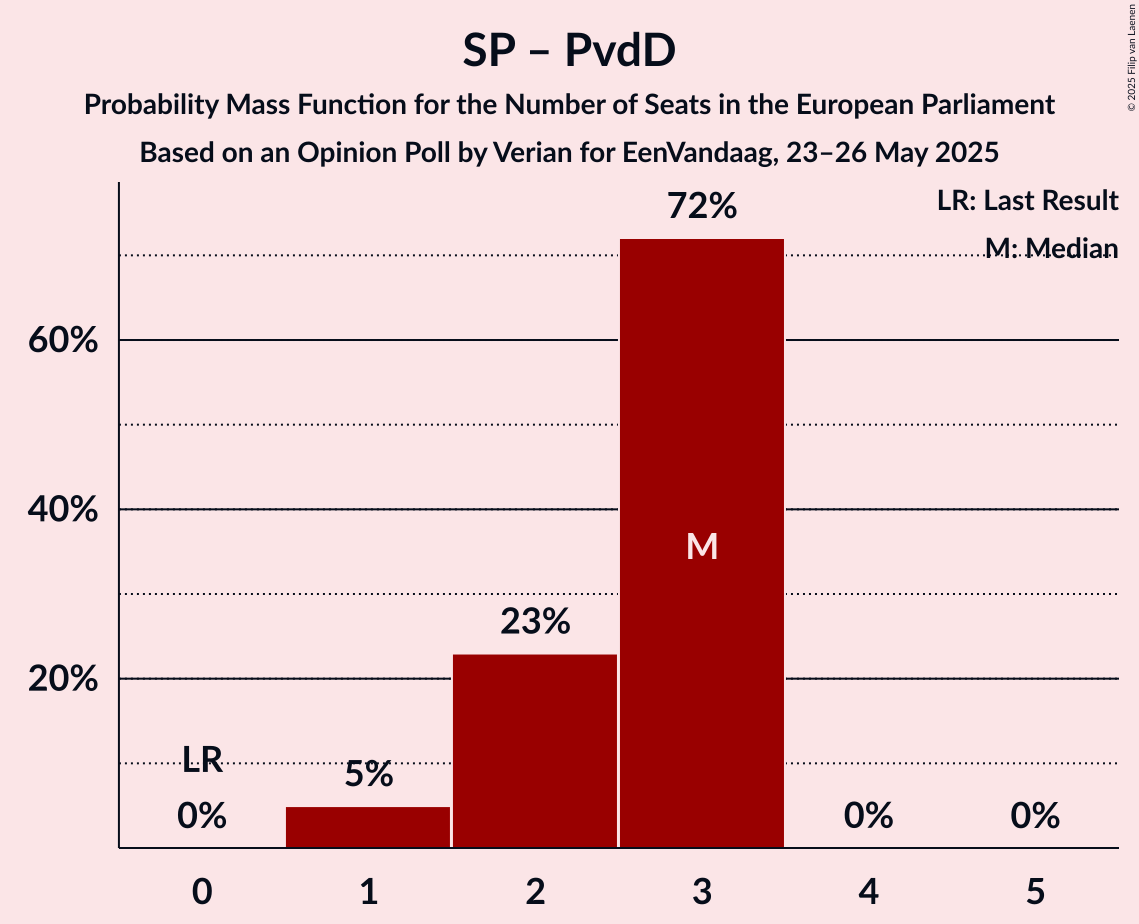 SP – PvdD
Probability Mass Function for the Number of Seats in the European Parliament
Based on an Opinion Poll by Verian for EenVandaag, 23–26 May 2025
© 2025 Filip van Laenen
LR: Last Result
M: Median
72%
60%
40%
M
23%
20%
LR
5%
0%
0%
0%
0 1 2 3 4 5